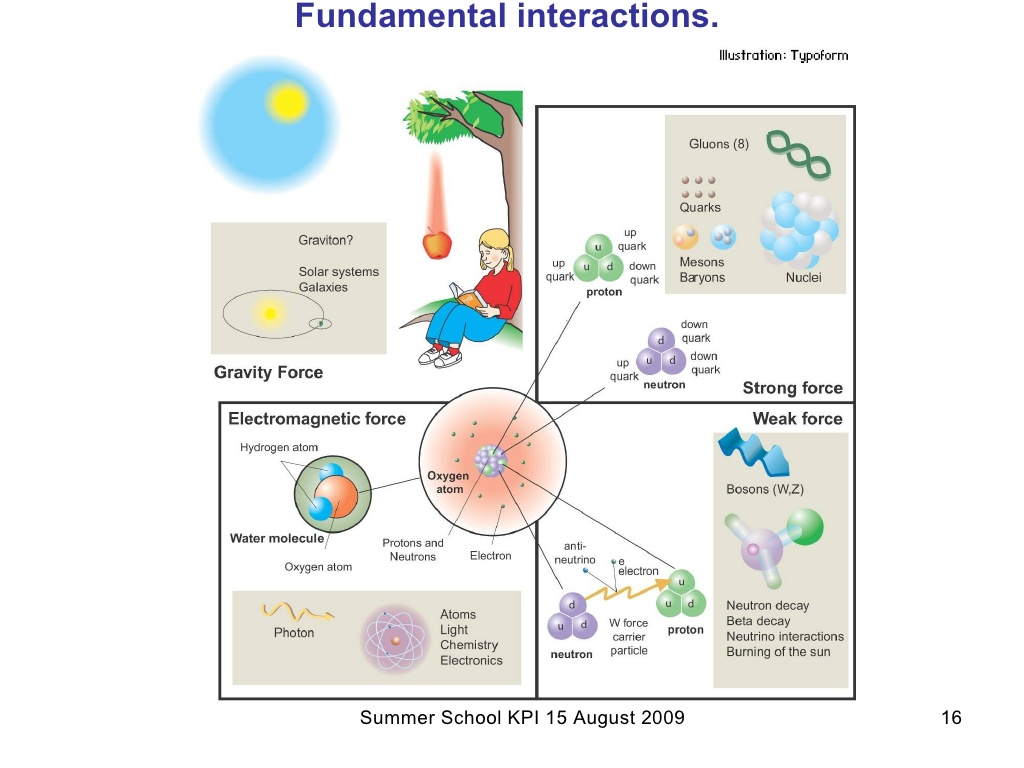 Fundamental interactions.
Illustration: Typoform
Graviton?
Solar systems
Galaxies
Gravity Force
Gluons (8)
Quarks
Mesons
Baryons
Nuclei
up
quark
up
quark
down
quark
u
u
d
proton
down
quark
down
quark
up
quark
d
u
d
neutron
Strong force
Electromagnetic force
Hydrogen atom
Water molecule
Oxygen atom
Oxygen
atom
Protons and
Neutrons
Electron
Photon
Atoms
Light
Chemistry
Electronics
Weak force
Bosons (W,Z)
anti-
neutrino
e
electron
d
u
d
neutron
W force
carrier
particle
u
u
d
proton
Neutron decay
Beta decay
Neutrino interactions
Burning of the sun
Summer School KPI 15 August 2009
16